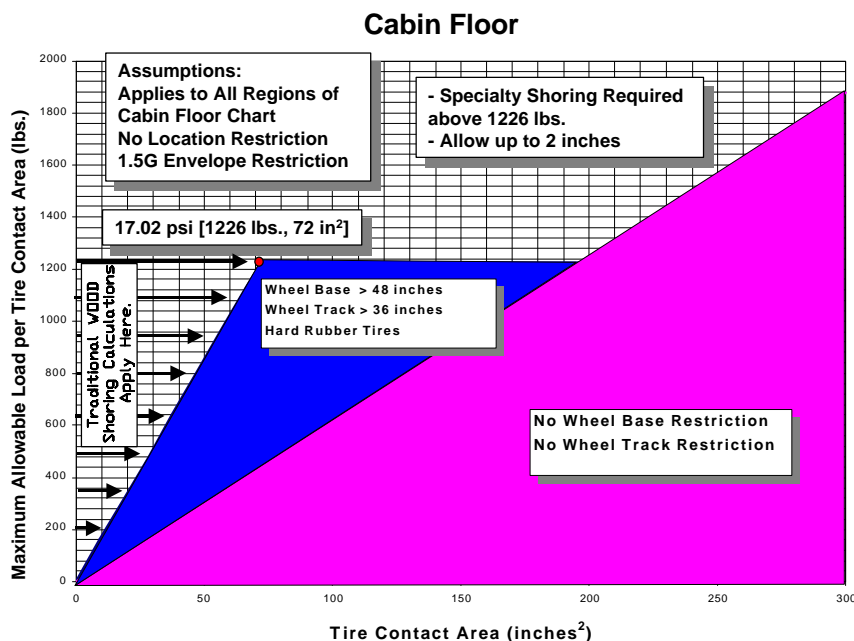 Cabin Floor
Maximum Allowable Load per Tire Contact Area (lbs.)
2000
1800
1600
1400
1200
1000
800
600
400
200
0
Assumptions:
Applies to All Regions of
Cabin Floor Chart
No Location Restriction
1.5G Envelope Restriction
- Specialty Shoring Required
above 1226 lbs.
- Allow up to 2 inches
17.02 psi [1226 lbs., 72 in²]
Traditional WOOD
Shoring Calculations
Apply Here.
Wheel Base > 48 inches
Wheel Track > 36 inches
Hard Rubber Tires
No Wheel Base Restriction
No Wheel Track Restriction
0 50 100 150 200 250 300
Tire Contact Area (inches²)